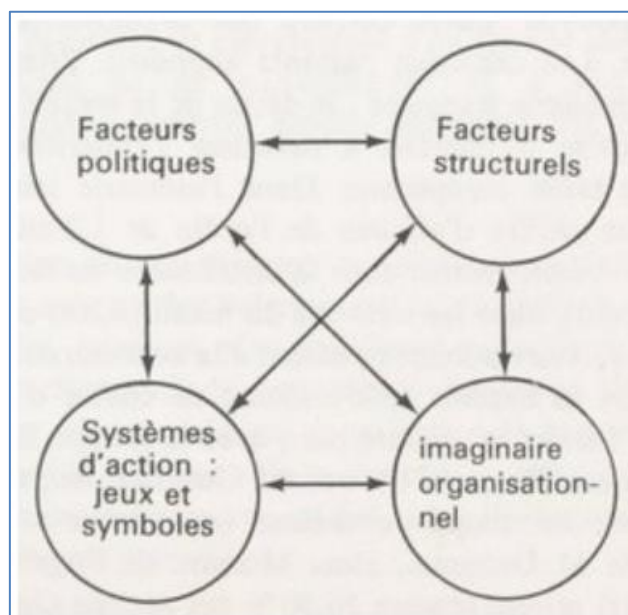 Facteurs
politiques
Facteurs
structurels
Systèmes
d'action :
jeux et
symboles
imaginaire
organisation-
nel